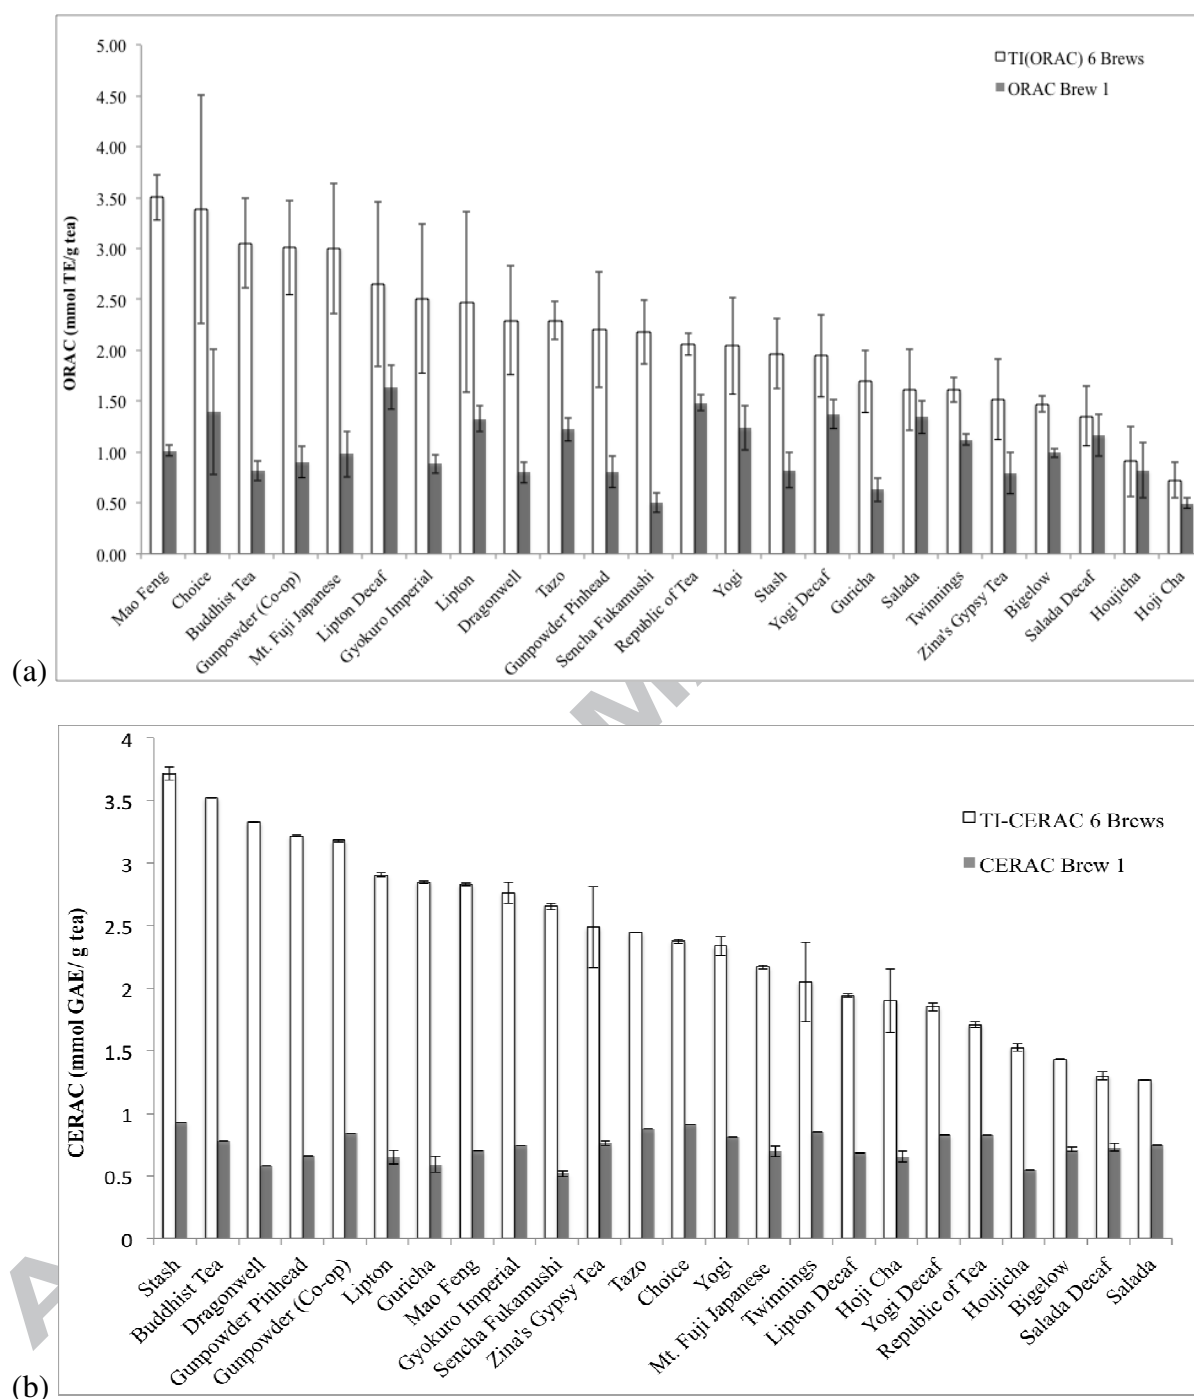 5.00
4.50
4.00
3.50
3.00
2.50
2.00
1.50
1.00
0.50
0.00
ORAC (mmol TE/g tea)
TI(ORAC) 6 Brews
ORAC Brew 1
Mao Feng
Choice
Buddhist Tea
Gunpowder (Co-op)
Mt. Fuji Japanese
Lipton Decaf
Gyokuro Imperial
Lipton
Dragonwell
Tazo
Gunpowder Pinhead
Sencha Fukamushi
Republic of Tea
Yogi
Stash
Yogi Decaf
Guricha
Salada
Twinnings
Zina's Gypsy Tea
Bigelow
Salada Decaf
Houjicha
Hoji Cha
(a)
4
3.5
3
2.5
2
1.5
1
0.5
0
CERAC (mmol GAE/ g tea)
TI-CERAC 6 Brews
CERAC Brew 1
Stash
Buddhist Tea
Dragonwell
Gunpowder Pinhead
Gunpowder (Co-op)
Lipton
Guricha
Mao Feng
Gyokuro Imperial
Sencha Fukamushi
Zina's Gypsy Tea
Tazo
Choice
Yogi
Mt. Fuji Japanese
Twinnings
Lipton Decaf
Hoji Cha
Yogi Decaf
Republic of Tea
Houjicha
Bigelow
Salada Decaf
Salada
(b)